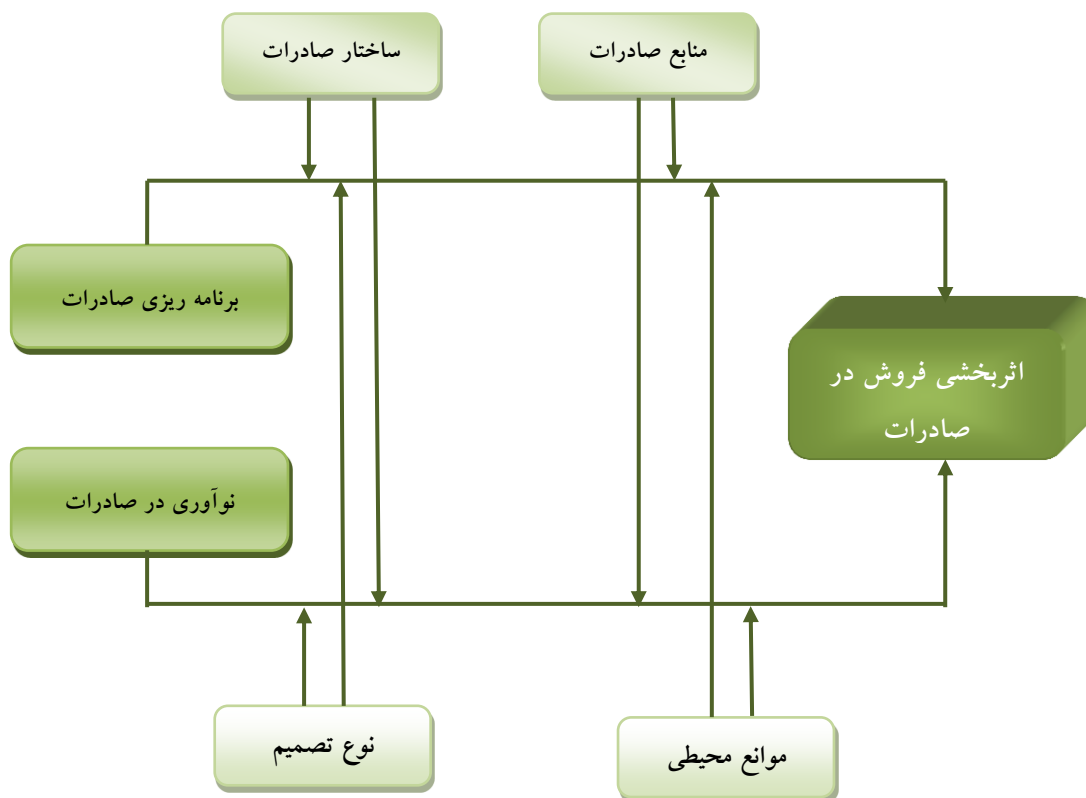 ساختار صادرات
منابع صادرات
برنامه ریزی صادرات
اثربخشی فروش در
صادرات
نوآوری در صادرات
نوع تصمیم
موانع محیطی